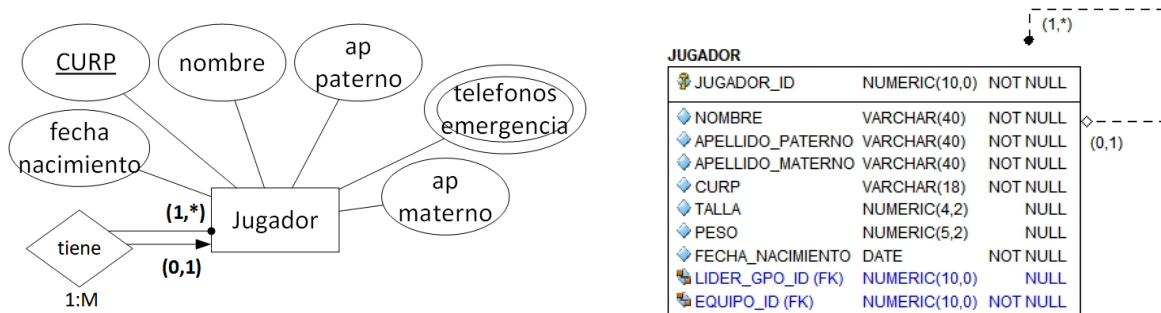 CURP
nombre
ap
paterno
telefonos
emergencia
fecha
nacimiento
ap
materno
(1,*)
Jugador
tiene
(0,1)
1:M
(1,*)
JUGADOR
JUGADOR_ID NUMERIC(10,0) NOT NULL
NOMBRE VARCHAR(40) NOT NULL
(0,1)
APELLIDO_PATERNO VARCHAR(40) NOT NULL
APELLIDO_MATERNO VARCHAR(40) NOT NULL
CURP VARCHAR(18) NOT NULL
TALLA NUMERIC(4,2) NULL
PESO NUMERIC(5,2) NULL
FECHA_NACIMIENTO DATE NOT NULL
LIDER_GPO_ID (FK) NUMERIC(10,0) NULL
EQUIPO_ID (FK) NUMERIC(10,0) NOT NULL